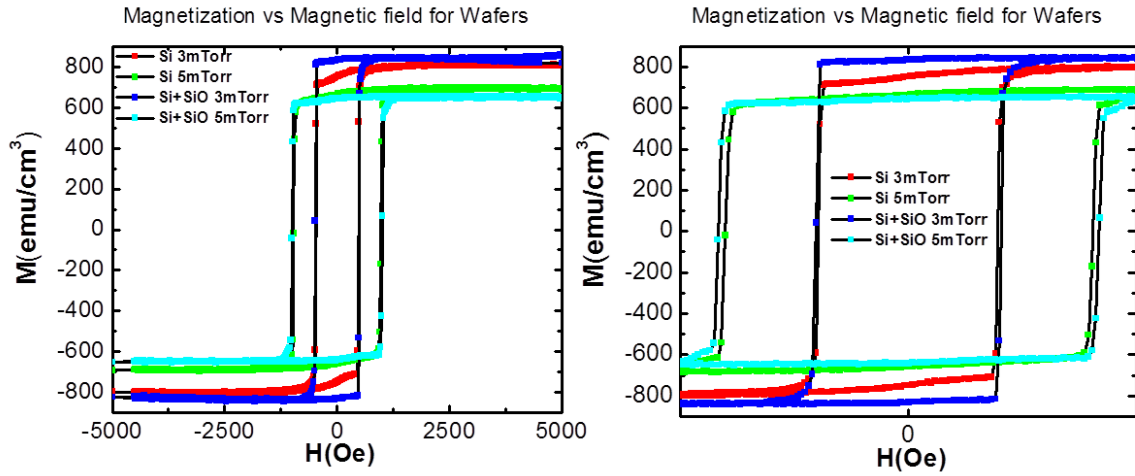 Magnetization vs Magnetic field for Wafers
M(emu/cm³)
800
600
400
200
0
-200
-400
-600
-800
Si 3mTorr
Si 5mTorr
Si+SiO 3mTorr
Si+SiO 5mTorr
-5000 -2500 0 2500 5000
H(Oe)
Magnetization vs Magnetic field for Wafers
M(emu/cm³)
800
600
400
200
0
-200
-400
-600
-800
Si 3mTorr
Si 5mTorr
Si+SiO 3mTorr
Si+SiO 5mTorr
0
H(Oe)